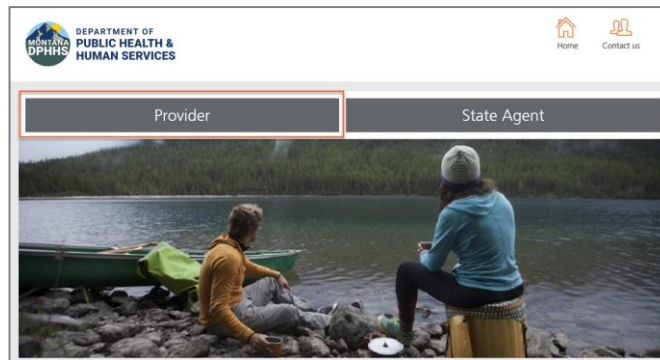 MONTANA
DPHHS
DEPARTMENT OF
PUBLIC HEALTH &
HUMAN SERVICES
Home
Contact us
Provider
State Agent